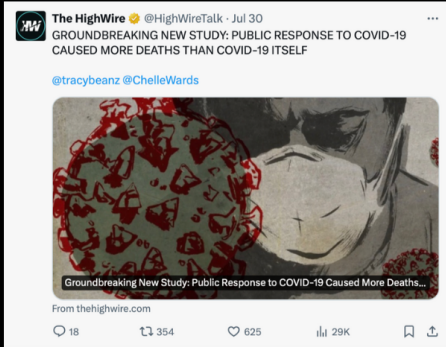 HW
The HighWire @HighWireTalk · Jul 30
GROUNDBREAKING NEW STUDY: PUBLIC RESPONSE TO COVID-19
CAUSED MORE DEATHS THAN COVID-19 ITSELF
@tracybeanz @ChelleWards
Groundbreaking New Study: Public Response to COVID-19 Caused More Deaths...
From thehighwire.com
18 354 625 29K